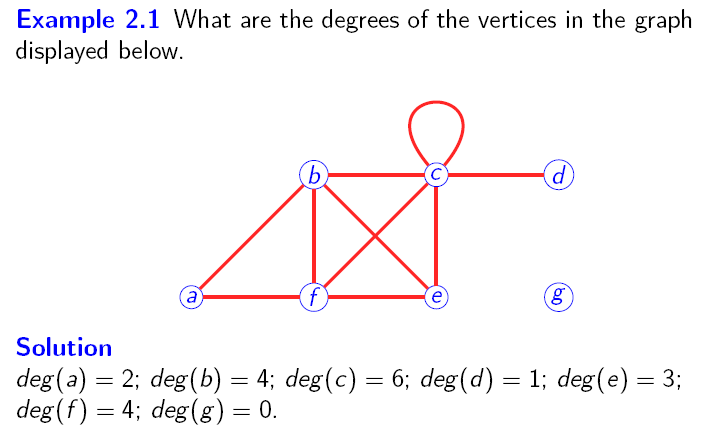 Example 2.1 What are the degrees of the vertices in the graph
displayed below.
b c d
a f e g
Solution
deg(a) = 2; deg(b) = 4; deg(c) = 6; deg(d) = 1; deg(e) = 3;
deg(f) = 4; deg(g) = 0.